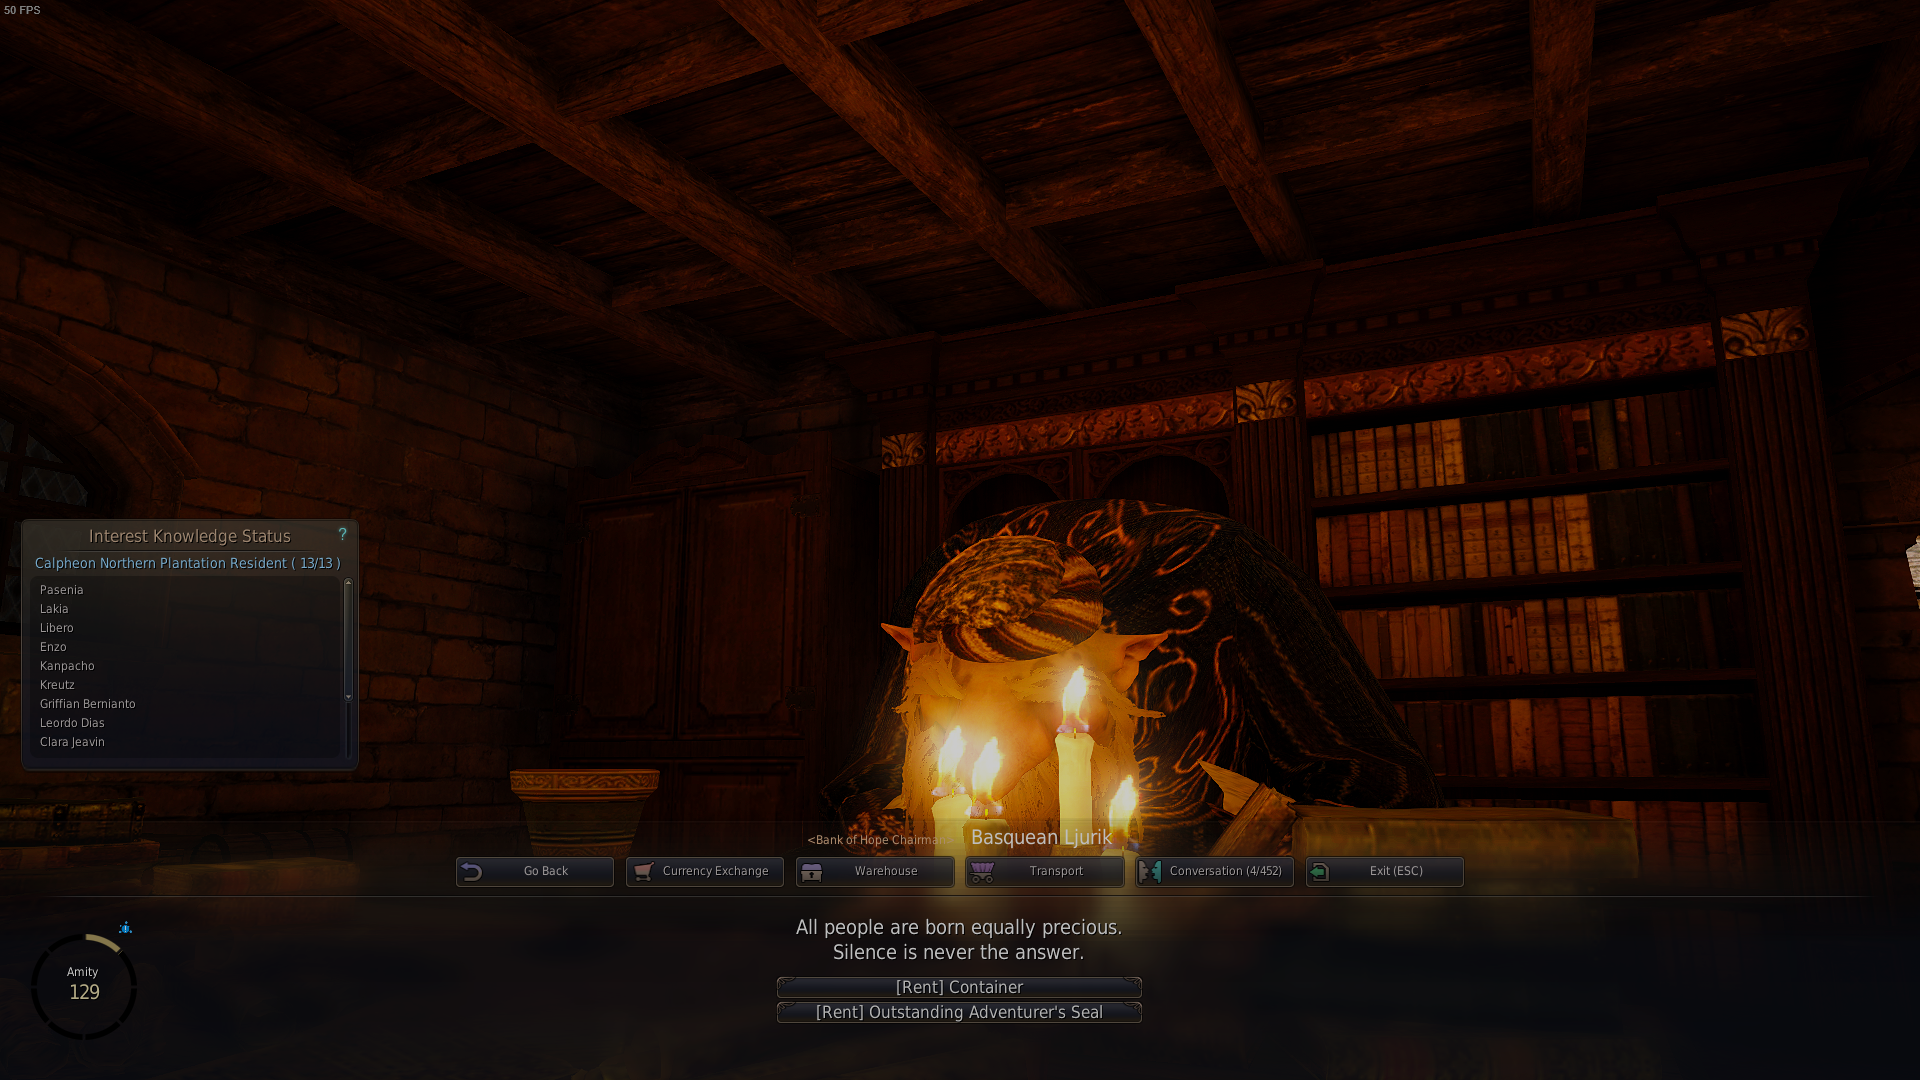 50 FPS
Interest Knowledge Status
?
Calpheon Northern Plantation Resident ( 13/13 )
Pasenia
Lakia
Libero
Enzo
Kanpacho
Kreutz
Griffian Bernianto
Leordo Dias
Clara Jeavin
<Bank of Hope Chairman> Basquean Ljurik
Go Back
Currency Exchange
Warehouse
Transport
Conversation (4/452)
Exit (ESC)
All people are born equally precious.
Silence is never the answer.
[Rent] Container
[Rent] Outstanding Adventurer's Seal
Amity
129